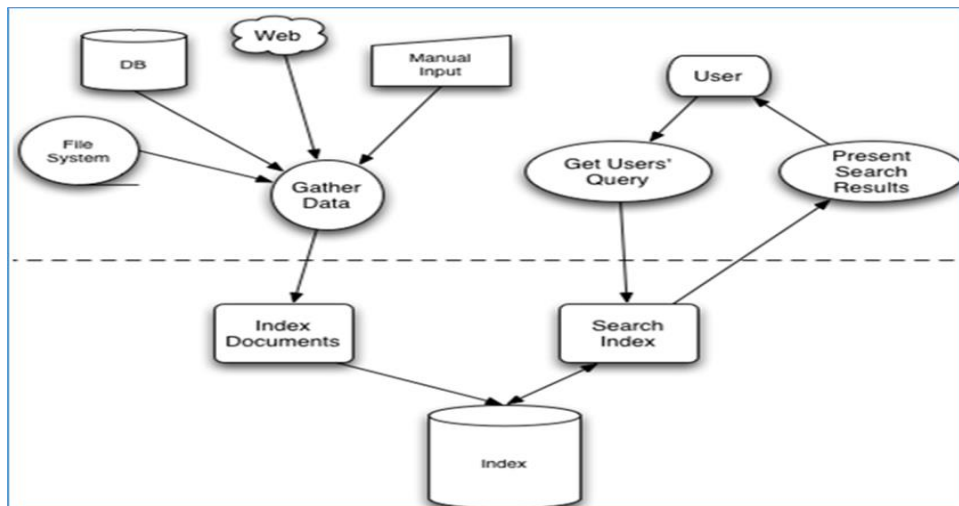 DB
Web
Manual
Input
User
File
System
Gather
Data
Get Users'
Query
Present
Search
Results
Index
Documents
Search
Index
Index